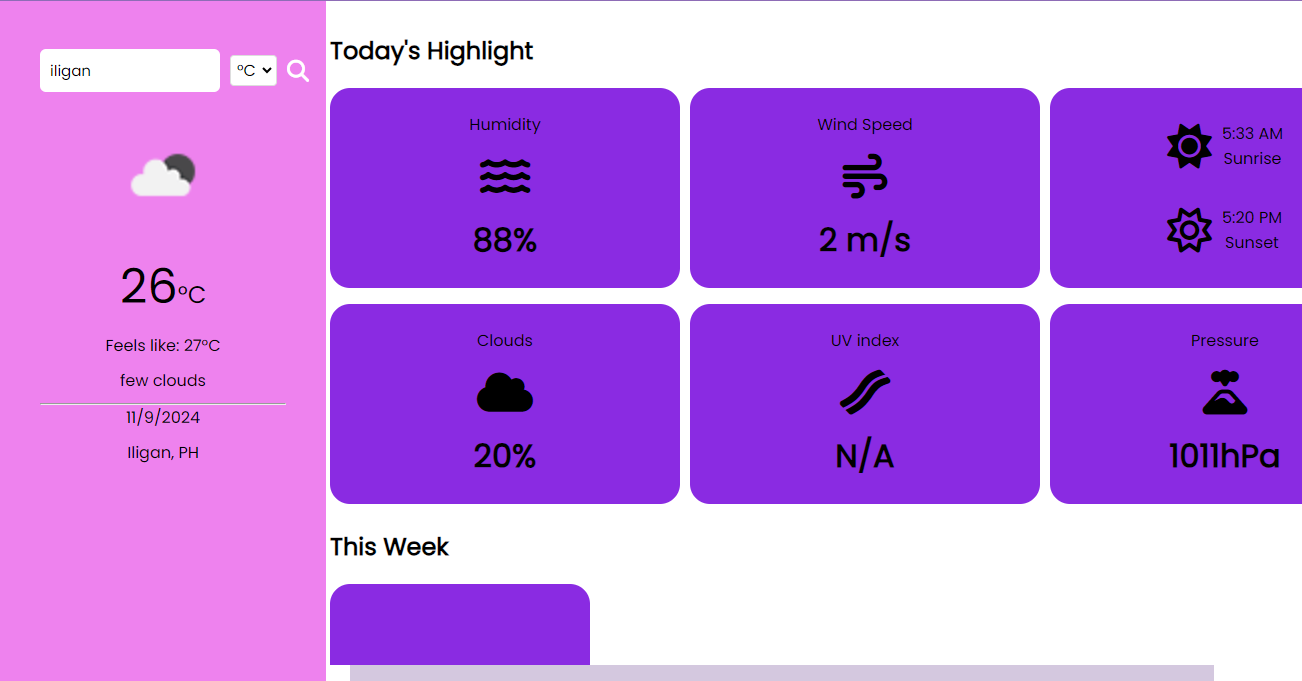 iligan
°C
26°C
Feels like: 27°C
few clouds
11/9/2024
Iligan, PH
Today's Highlight
Humidity
88%
Wind Speed
2 m/s
5:33 AM
Sunrise
5:20 PM
Sunset
Clouds
20%
UV index
N/A
Pressure
1011hPa
This Week